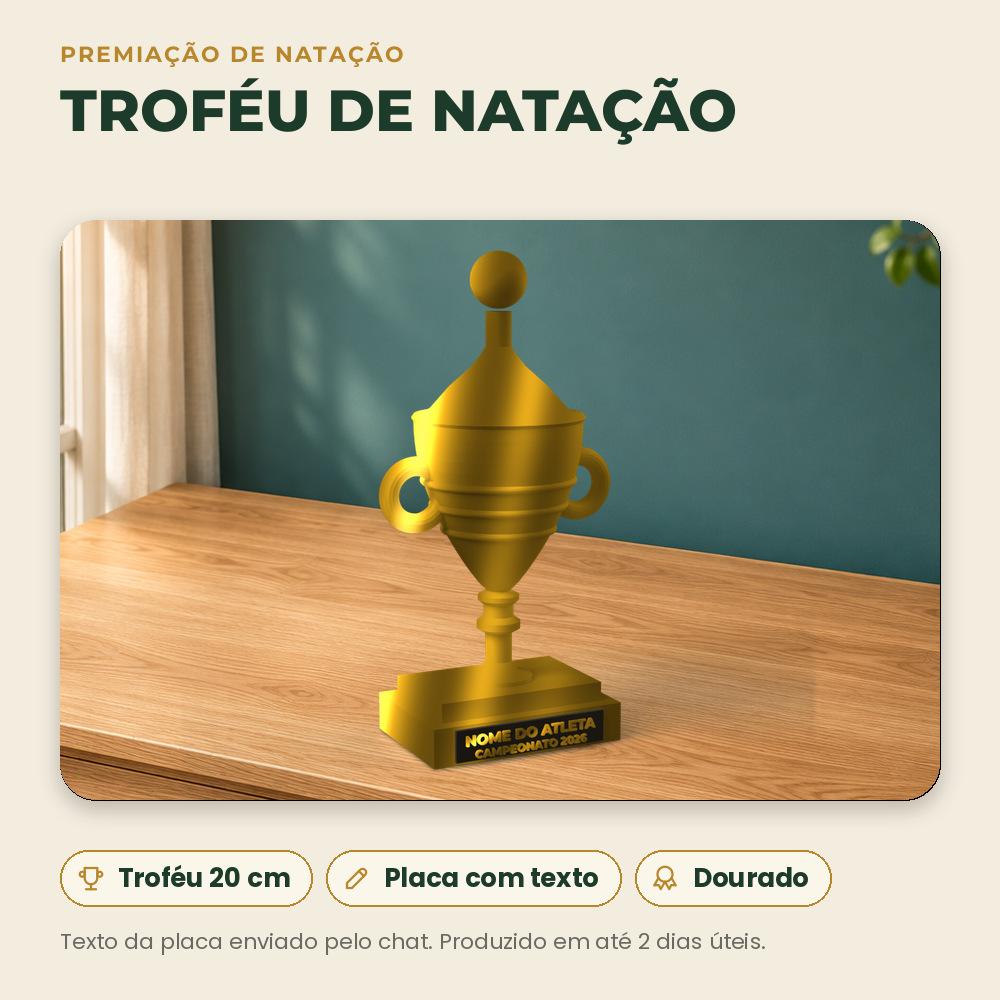 PREMIAÇÃO DE NATAÇÃO
TROFÉU DE NATAÇÃO
NOME DO ATLETA
CAMPEONATO 2026
Troféu 20 cm
Placa com texto
Dourado
Texto da placa enviado pelo chat. Produzido em até 2 dias úteis.